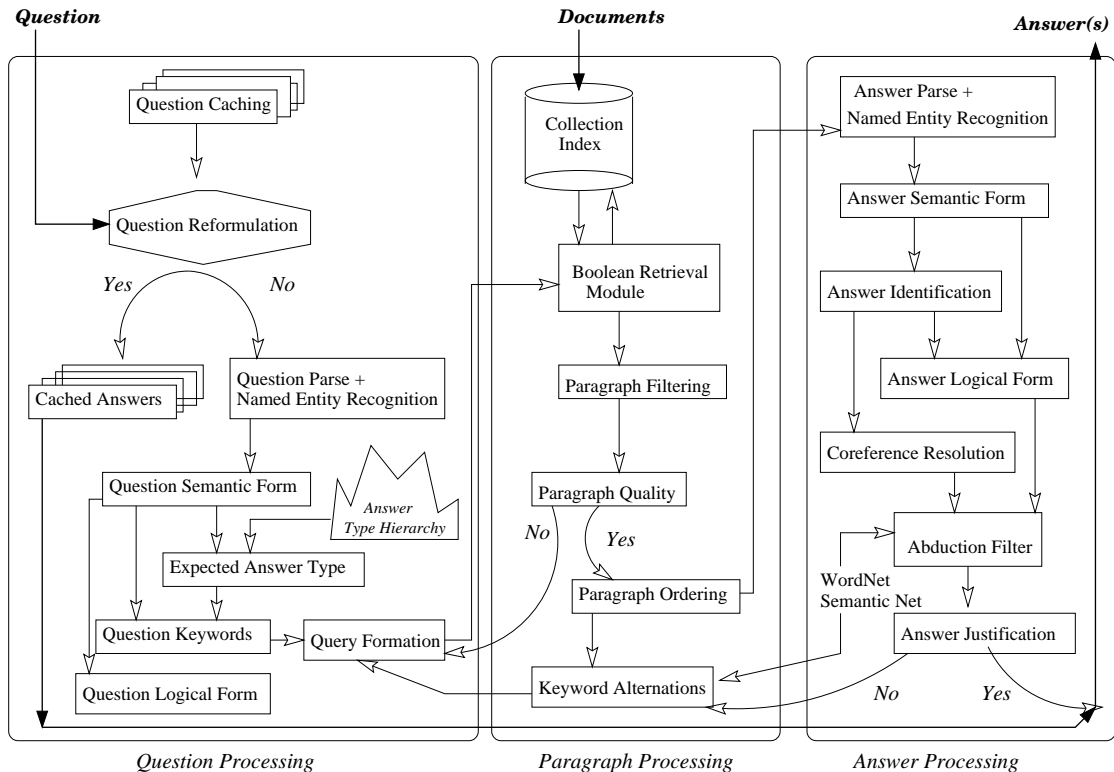 Question
Documents
Answer(s)
Question Caching
Question Reformulation
Yes
No
Cached Answers
Question Parse +
Named Entity Recognition
Question Semantic Form
Answer
Type Hierarchy
Expected Answer Type
Question Keywords
Query Formation
Question Logical Form
Question Processing
Collection
Index
Boolean Retrieval
Module
Paragraph Filtering
Paragraph Quality
No
Yes
Paragraph Ordering
Keyword Alternations
Paragraph Processing
Answer Parse +
Named Entity Recognition
Answer Semantic Form
Answer Identification
Answer Logical Form
Coreference Resolution
Abduction Filter
WordNet
Semantic Net
Answer Justification
No
Yes
Answer Processing